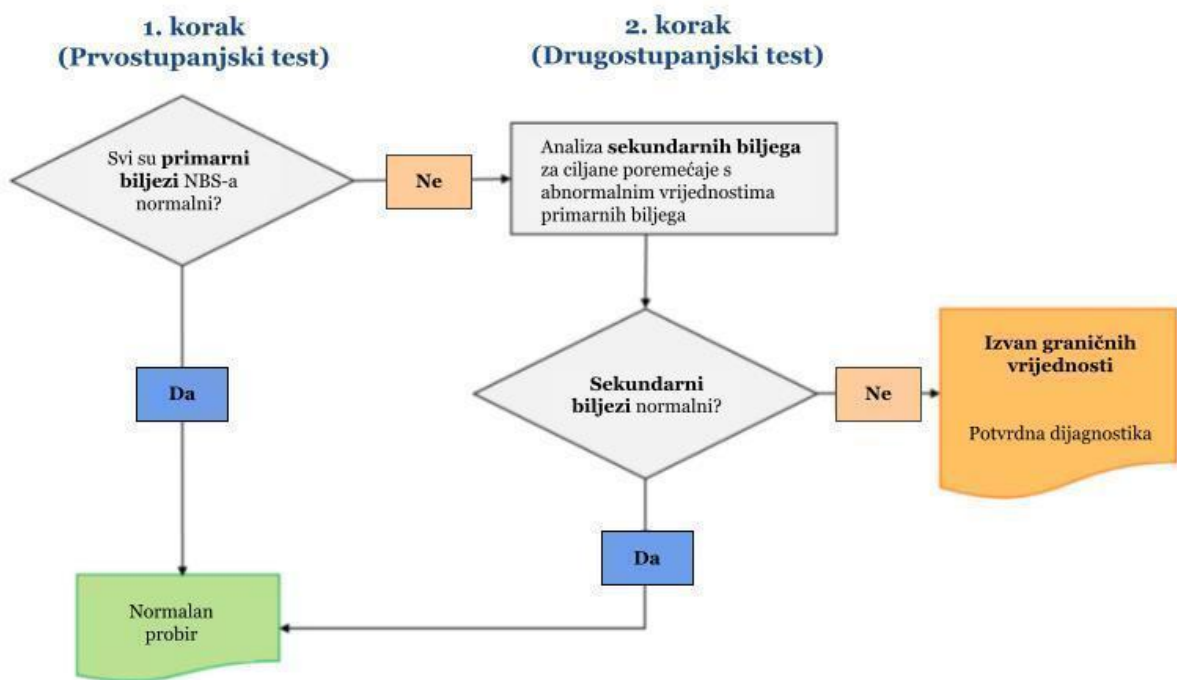 1. korak
(Prvostupanjski test)
2. korak
(Drugostupanjski test)
Svi su primarni
biljezi NBS-a
normalni?
Ne
Analiza sekundarnih biljega
za ciljane poremećaje s
abnormalnim vrijednostima
primarnih biljega
Da
Sekundarni
biljezi normalni?
Ne
Izvan graničnih
vrijednosti
Potvrdna dijagnostika
Da
Normalan
probir